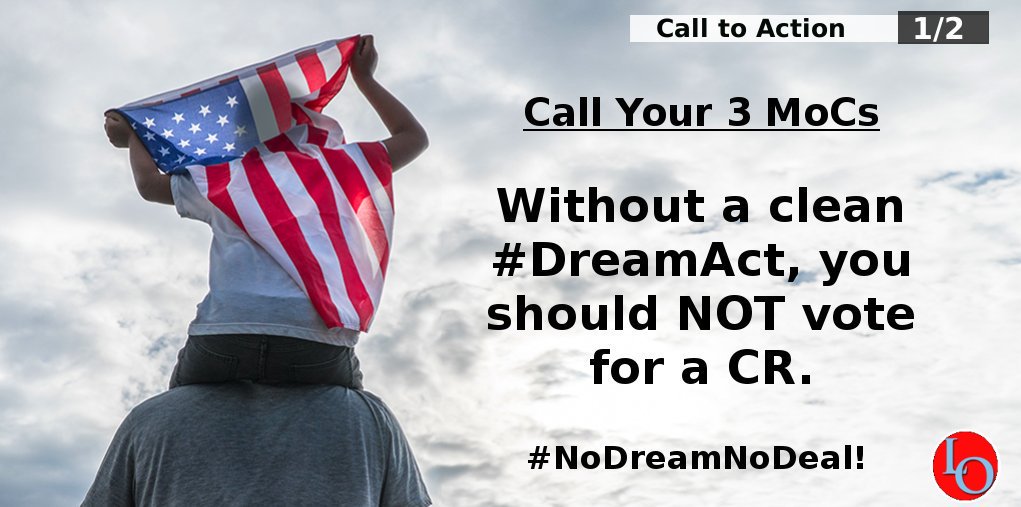 Call to Action 1/2
Call Your 3 MoCs
Without a clean
#DreamAct, you
should NOT vote
for a CR.
#NoDreamNoDeal!
LO